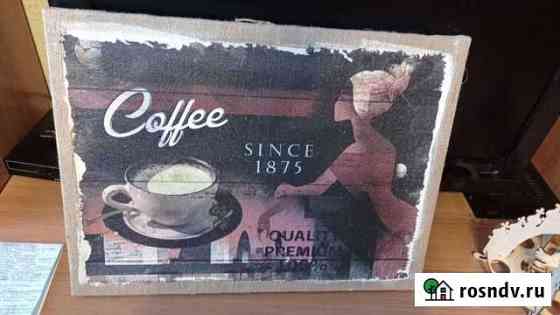 Coffee
SINCE
1875
QUALITY
PREMIUM
rosndv.ru